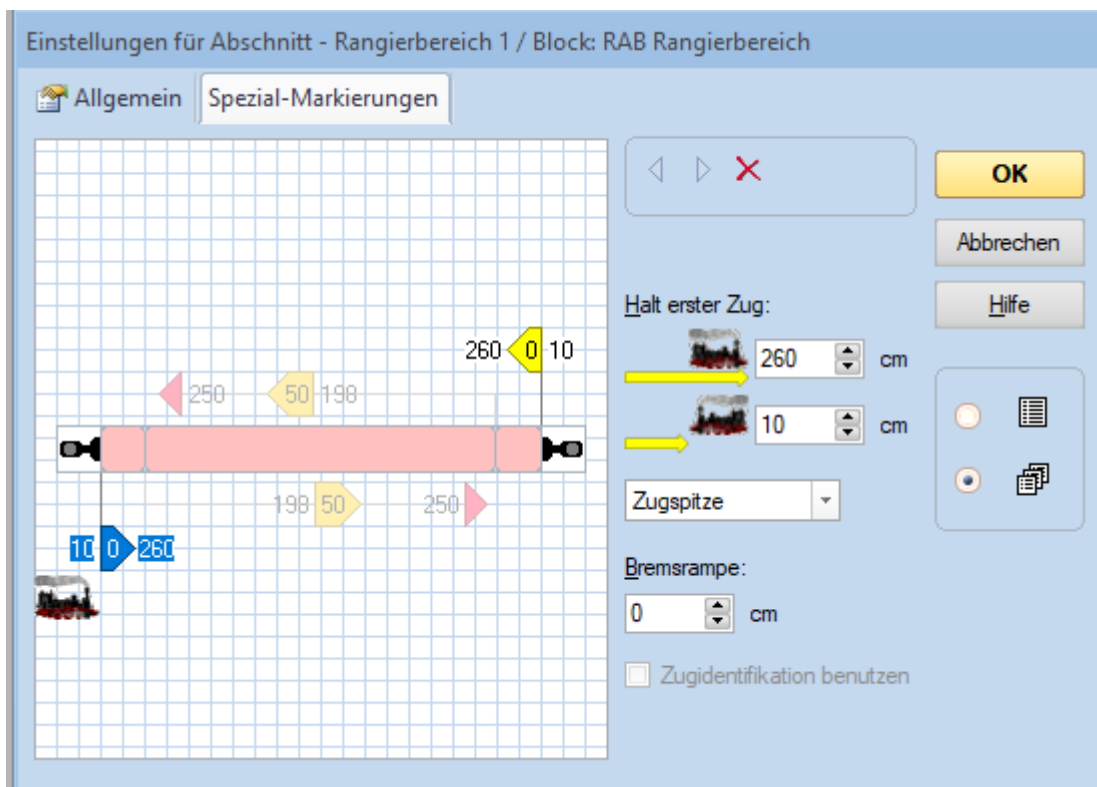 Einstellungen für Abschnitt - Rangierbereich 1 / Block: RAB Rangierbereich
Allgemein Spezial-Markierungen
OK
Abbrechen
Hilfe
Halt erster Zug:
260 cm
10 cm
Zugspitze
Bremsrampe:
0 cm
Zugidentifikation benutzen
260 0 10
250 50 198
198 50 250
10 0 260